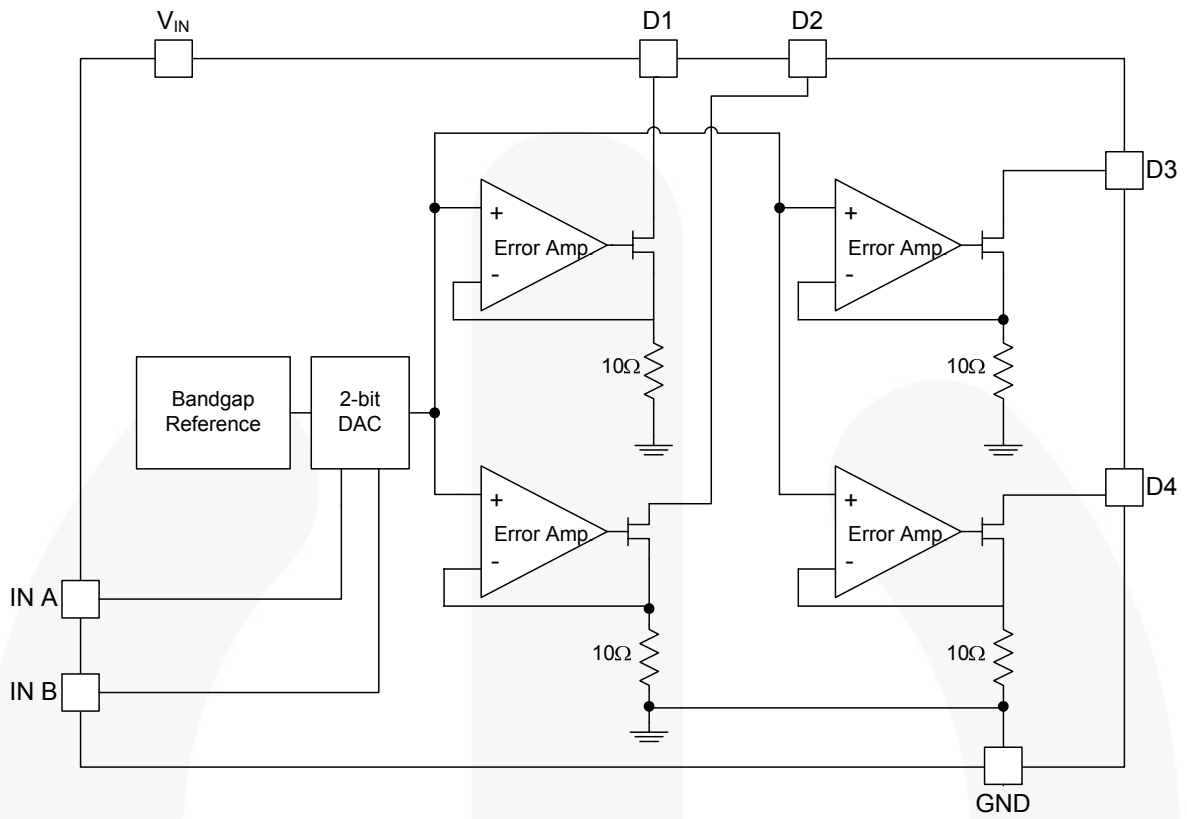 VIN
D1
D2
D3
+
Error Amp.
-
+
Error Amp.
-
10Ω
10Ω
Bandgap
Reference
2-bit
DAC
D4
+
Error Amp.
-
+
Error Amp.
-
IN A
10Ω
10Ω
IN B
GND